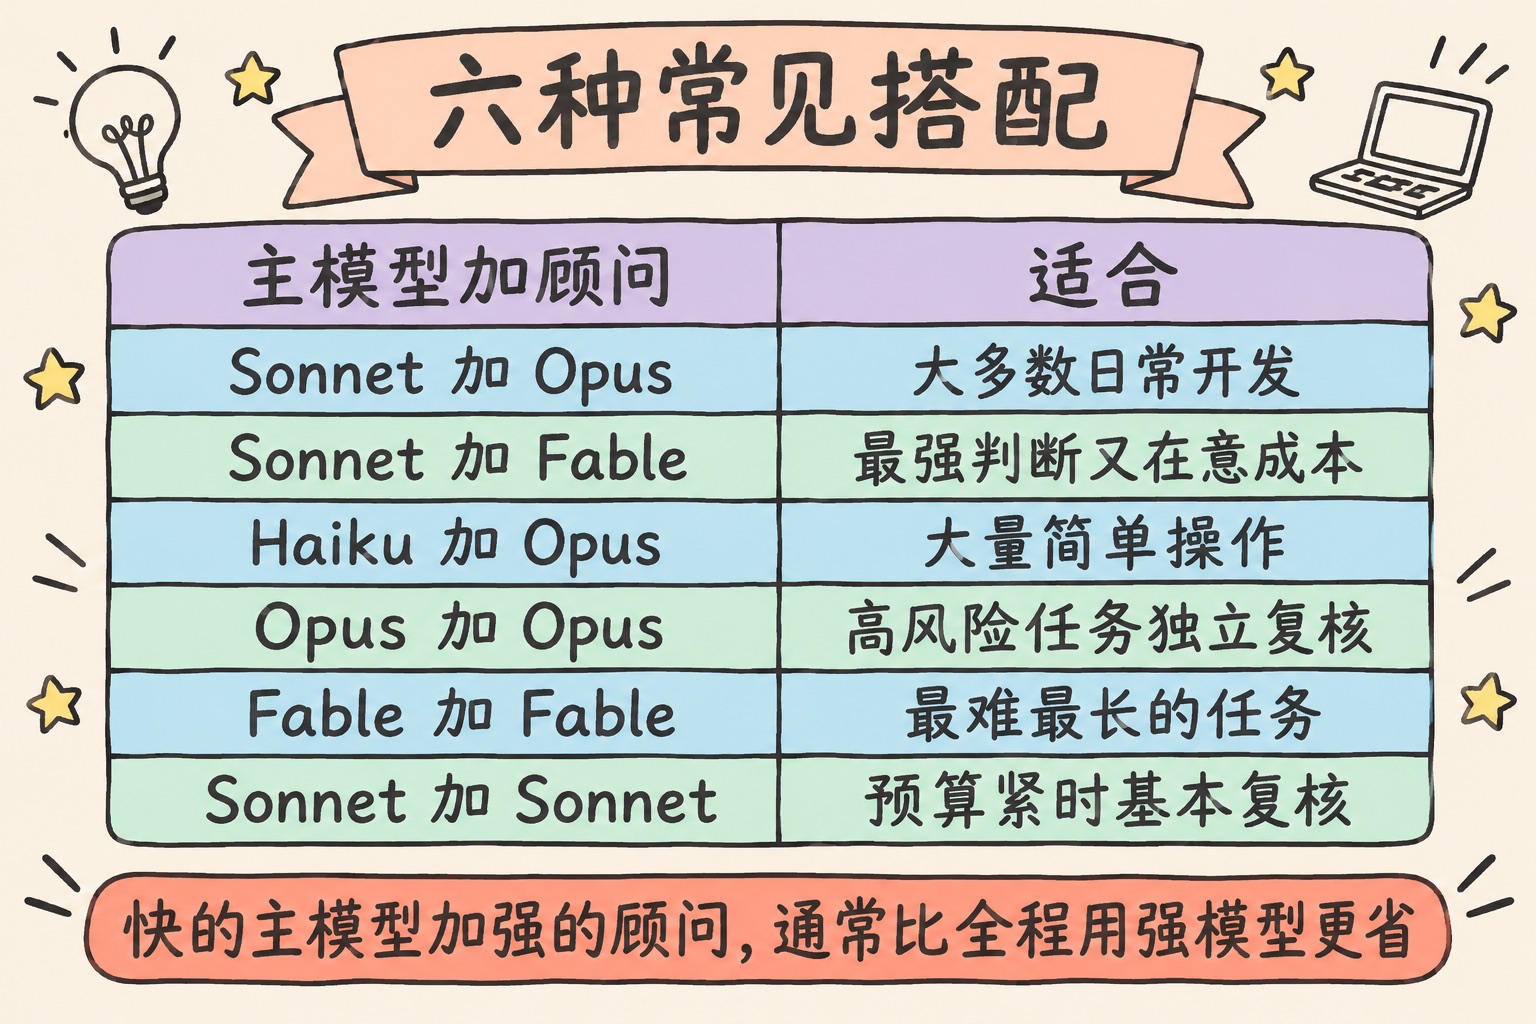 六种常见搭配
主模型加顾问 适合
Sonnet 加 Opus 大多数日常开发
Sonnet 加 Fable 最强判断又在意成本
Haiku 加 Opus 大量简单操作
Opus 加 Opus 高风险任务独立复核
Fable 加 Fable 最难最长的任务
Sonnet 加 Sonnet 预算紧时基本复核
快的主模型加强的顾问，通常比全程用强模型更省